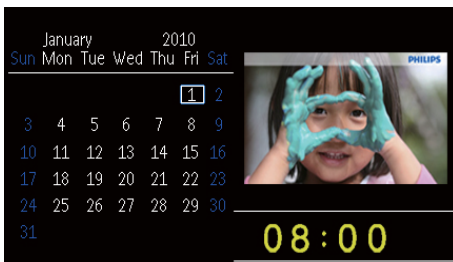 January 2010
Sun Mon Tue Wed Thu Fri Sat
1 2
3 4 5 6 7 8 9
10 11 12 13 14 15 16
17 18 19 20 21 22 23
24 25 26 27 28 29 30
31
PHILIPS
08:00